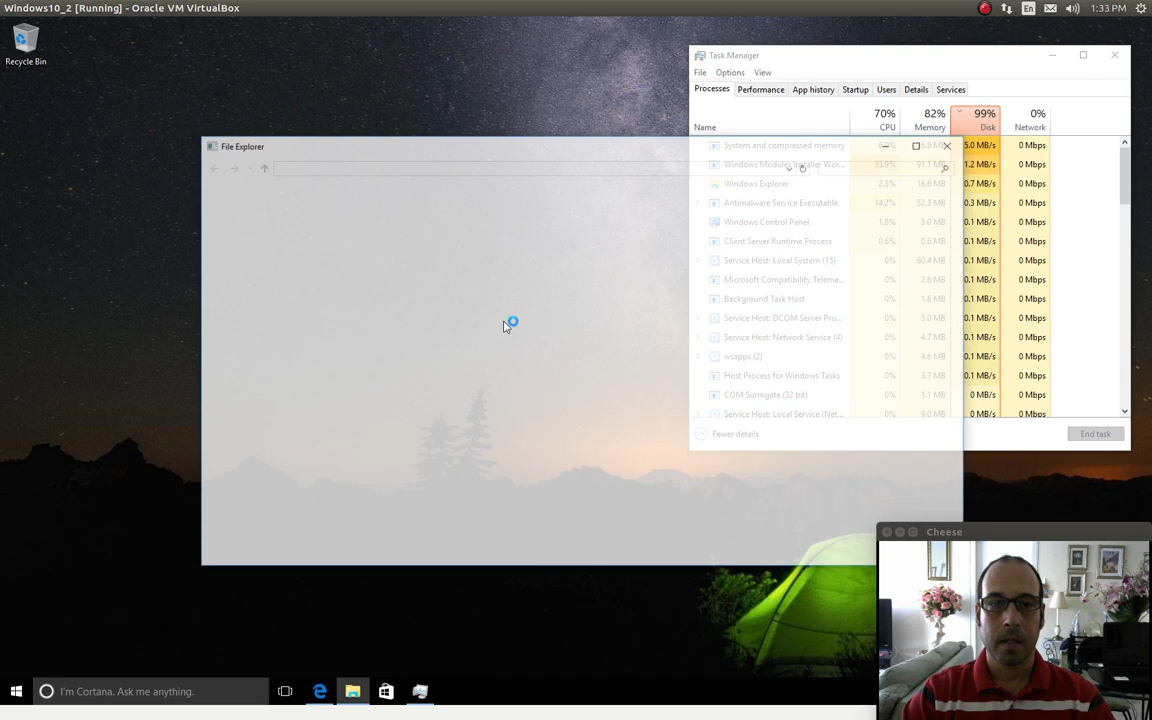 Windows10_2 [Running] - Oracle VM VirtualBox
En
1:33 PM
Recycle Bin
Task Manager
File Options View
Processes Performance App history Startup Users Details Services
70% 82% 99% 0%
Name CPU Memory Disk Network
File Explorer
System and compressed memory 5.0 MB/s 0 Mbps
Windows Modules Installer Wor... 33.9% 91.1 MB 1.2 MB/s 0 Mbps
Windows Explorer 2.3% 16.6 MB 0.7 MB/s 0 Mbps
Antimalware Service Executable 14.2% 52.3 MB 0.3 MB/s 0 Mbps
Windows Control Panel 1.8% 3.0 MB 0.1 MB/s 0 Mbps
Client Server Runtime Process 0.6% 0.6 MB 0.1 MB/s 0 Mbps
Service Host: Local System (15) 0% 60.4 MB 0.1 MB/s 0 Mbps
Microsoft Compatibility Teleme... 0% 2.6 MB 0.1 MB/s 0 Mbps
Background Task Host 0% 1.6 MB 0.1 MB/s 0 Mbps
Service Host: DCOM Server Pro... 0% 5.0 MB 0.1 MB/s 0 Mbps
Service Host: Network Service (4) 0% 4.7 MB 0.1 MB/s 0 Mbps
wsappx (2) 0% 4.6 MB 0.1 MB/s 0 Mbps
Host Process for Windows Tasks 0% 3.7 MB 0.1 MB/s 0 Mbps
COM Surrogate (32 bit) 0% 1.1 MB 0 MB/s 0 Mbps
Service Host: Local Service (Net... 0% 9.0 MB 0 MB/s 0 Mbps
Fewer details End task
Cheese
I'm Cortana. Ask me anything.